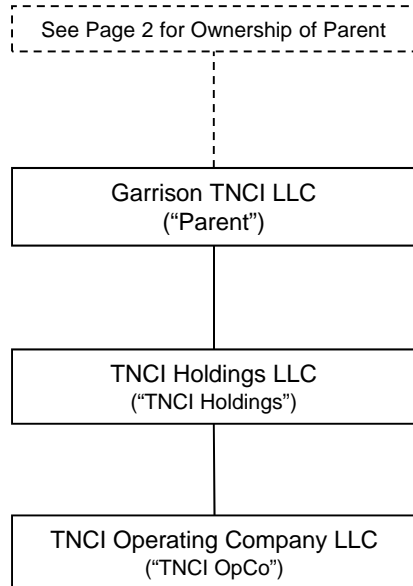 See Page 2 for Ownership of Parent
Garrison TNCI LLC
(“Parent”)
TNCI Holdings LLC
(“TNCI Holdings”)
TNCI Operating Company LLC
(“TNCI OpCo”)